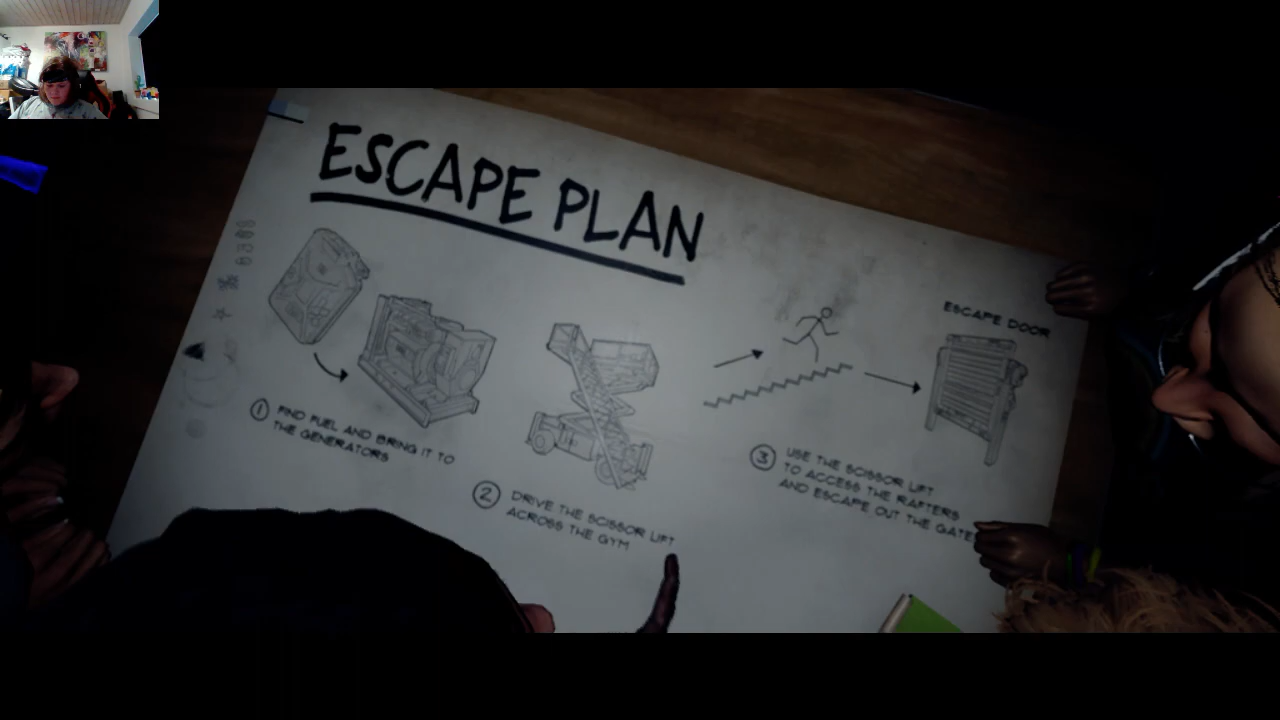 ESCAPE PLAN
ESCAPE DOOR
1 FIND FUEL AND BRING IT TO
THE GENERATORS
2 DRIVE THE SCISSOR LIFT
ACROSS THE GYM
3 USE THE SCISSOR LIFT
TO ACCESS THE RAFTERS
AND ESCAPE OUT THE GATE